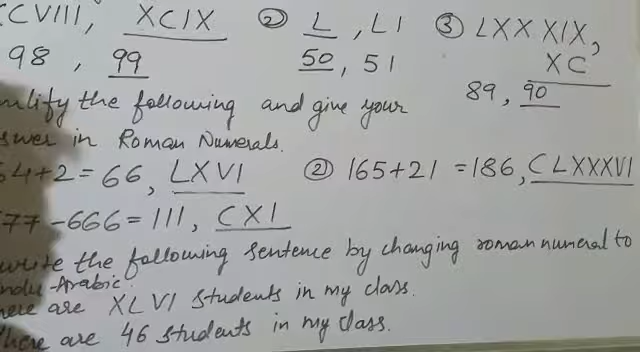 CVIII, XCIX ② L, LI ③ LXXXIX,
XC
98, 99 50, 51 89, 90
the following and give your
in Roman Numerals.
4+2=66, LXVI ② 165+21=186, CLXXXVI
77-666=111, CXI
the following sentence by changing roman numeral to
Arabic.
are XLVI students in my class.
There are 46 students in my class.